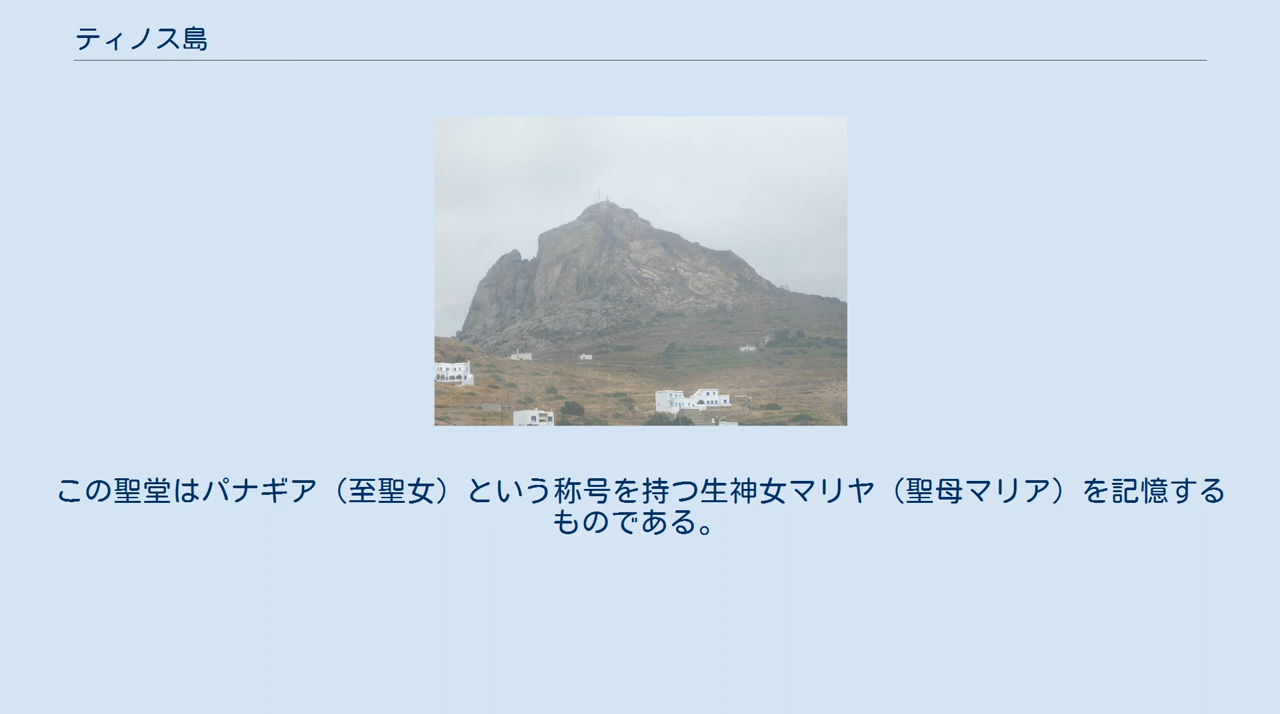 ティノス島
この聖堂はパナギア（至聖女）という称号を持つ生神女マリヤ（聖母マリア）を記憶する
ものである。